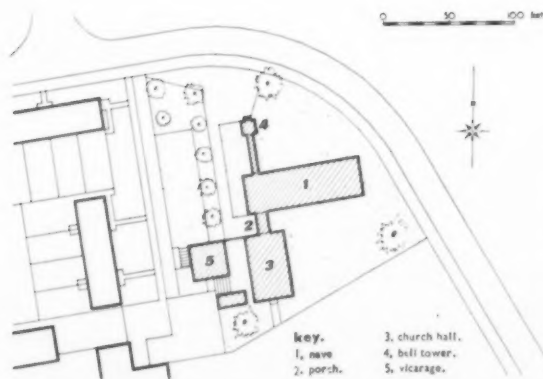 0 50 100 feet
4
1
2
3
5
key.
1, nave
2, porch.
3, church hall.
4, bell tower.
5, vicarage.